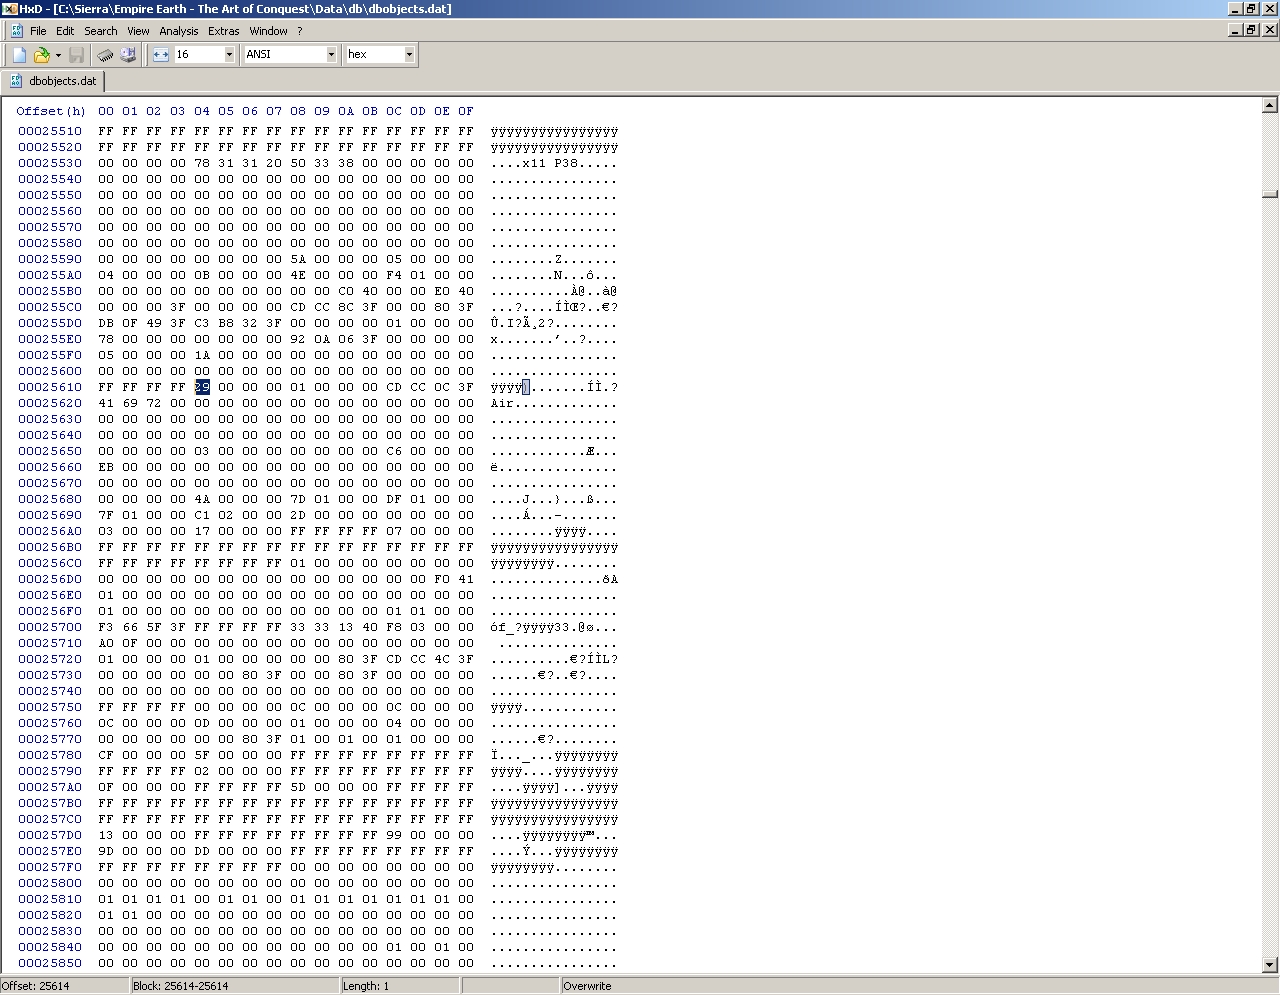 HxD - [C:\Sierra\Empire Earth - The Art of Conquest\Data\db\dbobjects.dat]
File Edit Search View Analysis Extras Window ?
16 ANSI hex
dbobjects.dat
Offset(h) 00 01 02 03 04 05 06 07 08 09 0A 0B 0C 0D 0E 0F
00025510 FF FF FF FF FF FF FF FF FF FF FF FF FF FF FF FF ÿÿÿÿÿÿÿÿÿÿÿÿÿÿÿÿ
00025520 FF FF FF FF FF FF FF FF FF FF FF FF FF FF FF FF ÿÿÿÿÿÿÿÿÿÿÿÿÿÿÿÿ
00025530 00 00 00 00 78 31 31 20 50 33 38 00 00 00 00 00 ....x11 P38.....
00025540 00 00 00 00 00 00 00 00 00 00 00 00 00 00 00 00 ................
00025550 00 00 00 00 00 00 00 00 00 00 00 00 00 00 00 00 ................
00025560 00 00 00 00 00 00 00 00 00 00 00 00 00 00 00 00 ................
00025570 00 00 00 00 00 00 00 00 00 00 00 00 00 00 00 00 ................
00025580 00 00 00 00 00 00 00 00 00 00 00 00 00 00 00 00 ................
00025590 00 00 00 00 00 00 00 00 5A 00 00 00 05 00 00 00 ........Z.......
000255A0 04 00 00 00 0B 00 00 00 4E 00 00 00 F4 01 00 00 ........N...ô...
000255B0 00 00 00 00 00 00 00 00 00 00 C0 40 00 00 E0 40 ..........À@..à@
000255C0 00 00 00 3F 00 00 00 00 CD CC 8C 3F 00 00 80 3F ...?....ÍÌŒ?..€?
000255D0 DB 0F 49 3F C3 B8 32 3F 00 00 00 00 01 00 00 00 Û.I?Ã¸2?........
000255E0 78 00 00 00 00 00 00 00 92 0A 06 3F 00 00 00 00 x.......’..?....
000255F0 05 00 00 00 1A 00 00 00 00 00 00 00 00 00 00 00 ................
00025600 00 00 00 00 00 00 00 00 00 00 00 00 00 00 00 00 ................
00025610 FF FF FF FF 29 00 00 00 01 00 00 00 CD CC 0C 3F ÿÿÿÿ).......ÍÌ.?
00025620 41 69 72 00 00 00 00 00 00 00 00 00 00 00 00 00 Air.............
00025630 00 00 00 00 00 00 00 00 00 00 00 00 00 00 00 00 ................
00025640 00 00 00 00 00 00 00 00 00 00 00 00 00 00 00 00 ................
00025650 00 00 00 00 03 00 00 00 00 00 00 00 C6 00 00 00 ............Æ...
00025660 EB 00 00 00 00 00 00 00 00 00 00 00 00 00 00 00 ë...............
00025670 00 00 00 00 00 00 00 00 00 00 00 00 00 00 00 00 ................
00025680 00 00 00 00 4A 00 00 00 7D 01 00 00 DF 01 00 00 ....J...}...ß...
00025690 7F 01 00 00 C1 02 00 00 2D 00 00 00 00 00 00 00 ....Á...-.......
000256A0 03 00 00 00 17 00 00 00 FF FF FF FF 07 00 00 00 ........ÿÿÿÿ....
000256B0 FF FF FF FF FF FF FF FF FF FF FF FF FF FF FF FF ÿÿÿÿÿÿÿÿÿÿÿÿÿÿÿÿ
000256C0 FF FF FF FF FF FF FF FF 01 00 00 00 00 00 00 00 ÿÿÿÿÿÿÿÿ........
000256D0 00 00 00 00 00 00 00 00 00 00 00 00 00 00 F0 41 ..............ðA
000256E0 01 00 00 00 00 00 00 00 00 00 00 00 00 00 00 00 ................
000256F0 01 00 00 00 00 00 00 00 00 00 00 00 01 01 00 00 ................
00025700 F3 66 5F 3F FF FF FF FF 33 33 13 40 F8 03 00 00 óf_?ÿÿÿÿ33.@ø...
00025710 A0 0F 00 00 00 00 00 00 00 00 00 00 00 00 00 00  ...............
00025720 01 00 00 00 01 00 00 00 00 00 80 3F CD CC 4C 3F ..........€?ÍÌL?
00025730 00 00 00 00 00 00 80 3F 00 00 80 3F 00 00 00 00 ......€?..€?....
00025740 00 00 00 00 00 00 00 00 00 00 00 00 00 00 00 00 ................
00025750 FF FF FF FF 00 00 00 00 0C 00 00 00 0C 00 00 00 ÿÿÿÿ............
00025760 0C 00 00 00 0D 00 00 00 01 00 00 00 04 00 00 00 ................
00025770 00 00 00 00 00 00 80 3F 01 00 01 00 01 00 00 00 ......€?........
00025780 CF 00 00 00 5F 00 00 00 FF FF FF FF FF FF FF FF Ï..._...ÿÿÿÿÿÿÿÿ
00025790 FF FF FF FF 02 00 00 00 FF FF FF FF FF FF FF FF ÿÿÿÿ....ÿÿÿÿÿÿÿÿ
000257A0 0F 00 00 00 FF FF FF FF 5D 00 00 00 FF FF FF FF ....ÿÿÿÿ]...ÿÿÿÿ
000257B0 FF FF FF FF FF FF FF FF FF FF FF FF FF FF FF FF ÿÿÿÿÿÿÿÿÿÿÿÿÿÿÿÿ
000257C0 FF FF FF FF FF FF FF FF FF FF FF FF FF FF FF FF ÿÿÿÿÿÿÿÿÿÿÿÿÿÿÿÿ
000257D0 13 00 00 00 FF FF FF FF FF FF FF FF 99 00 00 00 ....ÿÿÿÿÿÿÿÿ™...
000257E0 9D 00 00 00 DD 00 00 00 FF FF FF FF FF FF FF FF ....Ý...ÿÿÿÿÿÿÿÿ
000257F0 FF FF FF FF FF FF FF FF 00 00 00 00 00 00 00 00 ÿÿÿÿÿÿÿÿ........
00025800 00 00 00 00 00 00 00 00 00 00 00 00 00 00 00 00 ................
00025810 01 01 01 01 00 01 01 00 01 01 01 01 01 01 01 00 ................
00025820 01 01 00 00 00 00 00 00 00 00 00 00 00 00 00 00 ................
00025830 00 00 00 00 00 00 00 00 00 00 00 00 00 00 00 00 ................
00025840 00 00 00 00 00 00 00 00 00 00 00 00 01 00 01 00 ................
00025850 00 00 00 00 00 00 00 00 00 00 00 00 00 00 00 00 ................
Offset: 25614 Block: 25614-25614 Length: 1 Overwrite